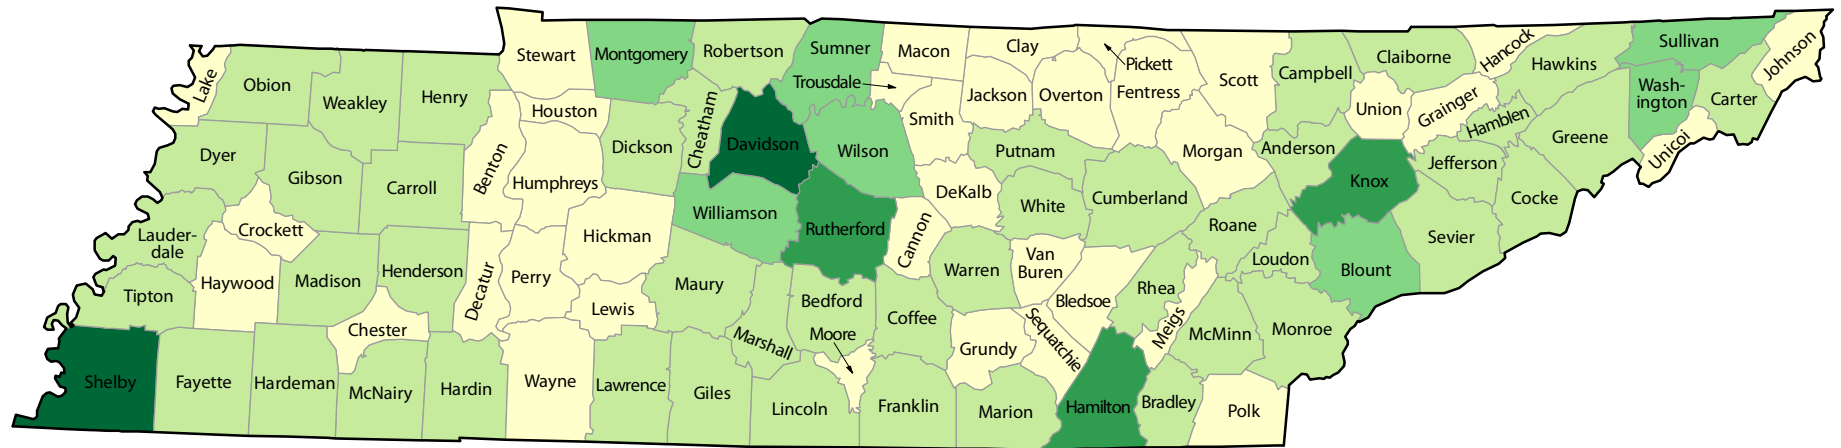 Stewart
Montgomery
Robertson
Sumner
Macon
Clay
Pickett
Scott
Campbell
Claiborne
Hancock
Hawkins
Sullivan
Johnson
Lake
Obion
Weakley
Henry
Houston
Dickson
Cheatham
Davidson
Trousdale
Wilson
Smith
Jackson
Overton
Fentress
Morgan
Anderson
Union
Grainger
Hamblen
Greene
Wash-
ington
Carter
Unicoi
Dyer
Gibson
Carroll
Benton
Humphreys
Williamson
Rutherford
Cannon
DeKalb
Putnam
White
Cumberland
Roane
Knox
Jefferson
Cocke
Lauder-
dale
Crockett
Haywood
Madison
Henderson
Decatur
Perry
Hickman
Lewis
Maury
Bedford
Coffee
Warren
Van
Buren
Bledsoe
Rhea
Meigs
Loudon
Blount
Sevier
Tipton
Chester
Marshall
Moore
Grundy
Sequatchie
McMinn
Monroe
Shelby
Fayette
Hardeman
McNairy
Hardin
Wayne
Lawrence
Giles
Lincoln
Franklin
Marion
Hamilton
Bradley
Polk